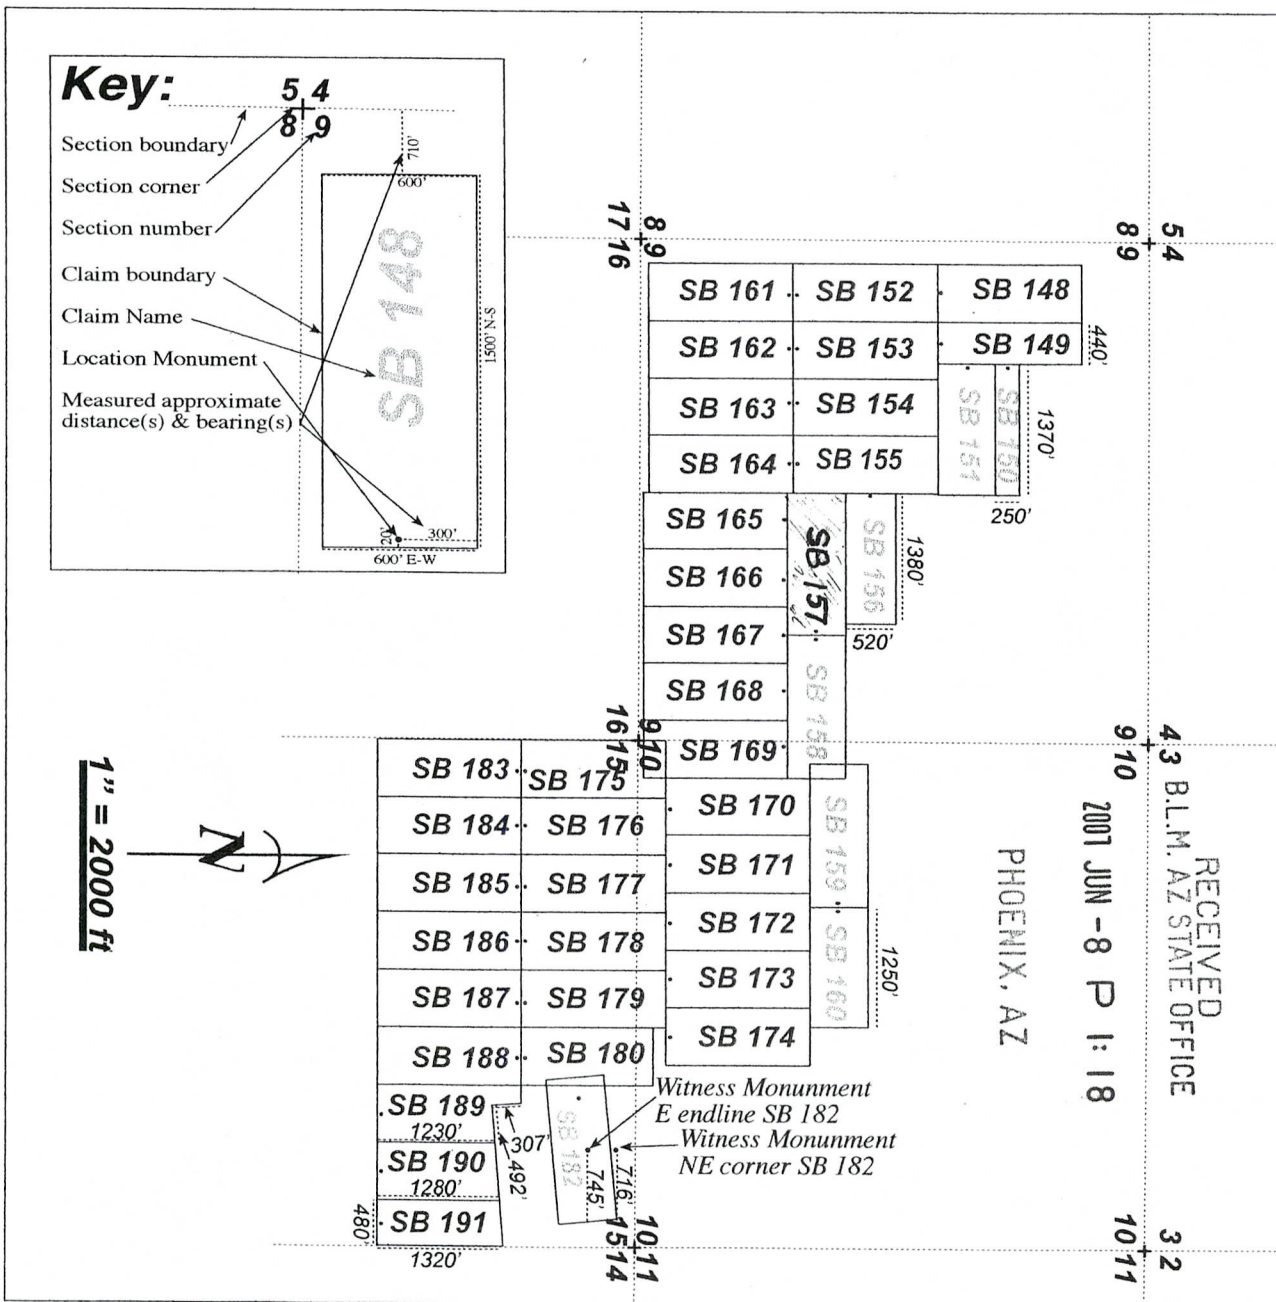 Key:
5 4
8 9
Section boundary
Section corner
Section number
Claim boundary
Claim Name
Location Monument
Measured approximate
distance(s) & bearing(s)
710'
600'
SB 148
1500' N-S
20'
300'
600' E-W
17 8
16 9
8 5
9 4
SB 161
SB 152
SB 148
SB 162
SB 153
SB 149
440'
SB 163
SB 154
SB 151
SB 150
1370'
SB 164
SB 155
250'
SB 165
SB 157
SB 156
1380'
SB 166
SB 167
520'
SB 168
SB 158
SB 169
16 9
15 10
9 4
10 3
SB 183
SB 175
SB 170
SB 159
SB 184
SB 176
SB 171
SB 185
SB 177
SB 172
SB 160
1250'
SB 186
SB 178
SB 173
SB 187
SB 179
SB 174
SB 188
SB 180
SB 189
1230'
307'
SB 190
1280'
492'
SB 191
480'
1320'
SB 182
745'
716'
Witness Monunment
E endline SB 182
Witness Monunment
NE corner SB 182
15 10
14 11
10 3
11 2
1" = 2000 ft
N
RECEIVED
B.L.M. AZ STATE OFFICE
2007 JUN -8 P 1: 18
PHOENIX, AZ